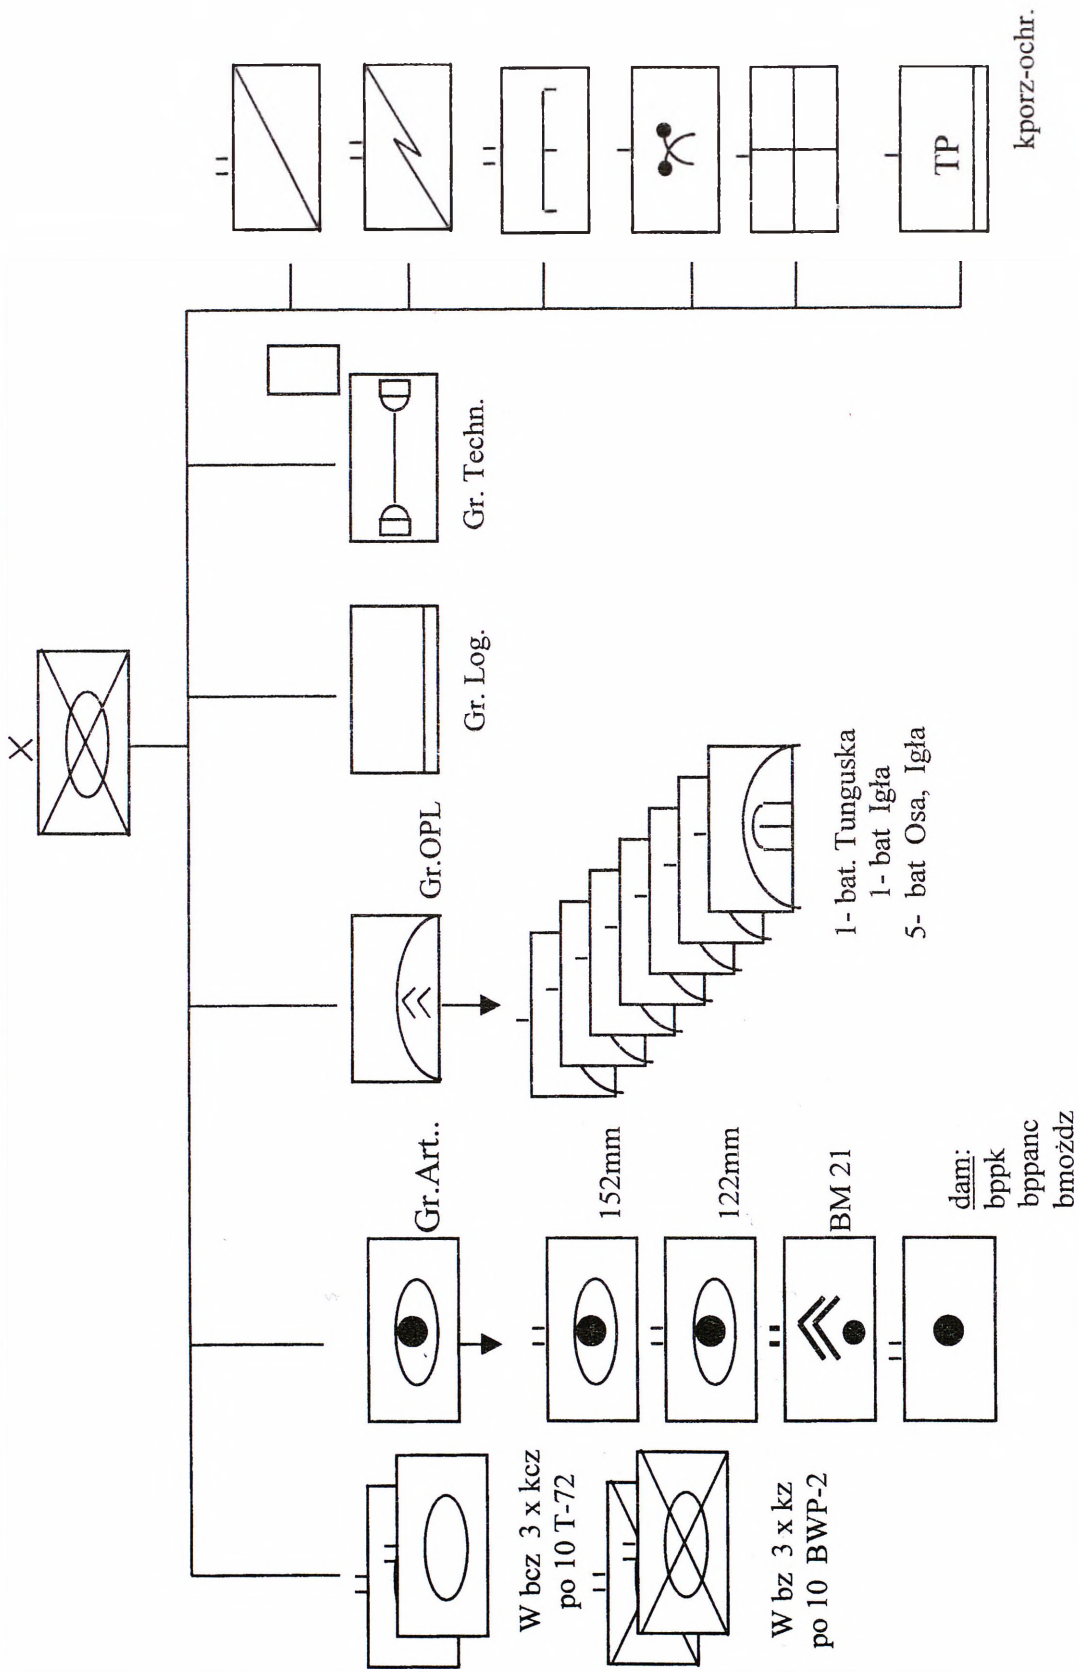 X
W bcz 3 x kcz
po 10 T-72
W bz 3 x kz
po 10 BWP-2
Gr.Art..
152mm
122mm
BM 21
dam:
bppk
bppanc
bmożdz
Gr.OPL
1- bat. Tunguska
1- bat Igła
5- bat Osa, Igła
Gr. Log.
Gr. Techn.
TP
kporz-ochr.